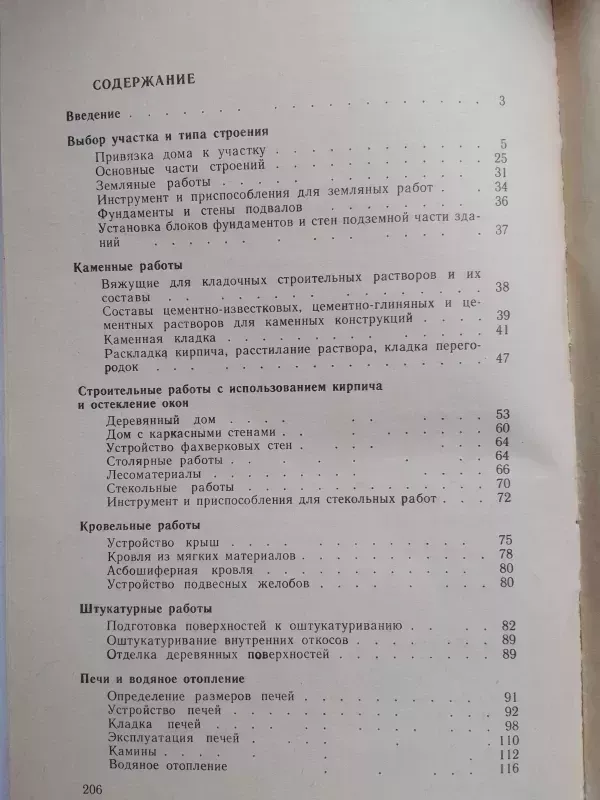 СОДЕРЖАНИЕ
Введение . . . . . . . . . . . . . . . . 3
Выбор участка и типа строения
Привязка дома к участку . . . . . . . . . 5
Основные части строений . . . . . . . . . 25
Земляные работы . . . . . . . . . . . 31
Инструмент и приспособления для земляных работ . . . 34
Фундаменты и стены подвалов . . . . . . . 36
Установка блоков фундаментов и стен подземной части зда-
ний . . . . . . . . . . . . 37
Каменные работы
Вяжущие для кладочных строительных растворов и их
составы . . . . . . . . . . . 38
Составы цементно-известковых, цементно-глиняных и це-
ментных растворов для каменных конструкций . . . . 39
Каменная кладка . . . . . . . . . . . 41
Раскладка кирпича, расстилание раствора, кладка перего-
родок . . . . . . . . . . . . 47
Строительные работы с использованием кирпича
и остекление окон
Деревянный дом . . . . . . . . . . . 53
Дом с каркасными стенами . . . . . . . . . 60
Устройство фахверковых стен . . . . . . . . 64
Столярные работы . . . . . . . . . . . 64
Лесоматериалы . . . . . . . . . . . . 66
Стекольные работы . . . . . . . . . . 70
Инструмент и приспособления для стекольных работ . . . 72
Кровельные работы
Устройство крыш . . . . . . . . . . . 75
Кровля из мягких материалов . . . . . . . . 78
Асбошиферная кровля . . . . . . . . . . 80
Устройство подвесных желобов . . . . . . . . 80
Штукатурные работы
Подготовка поверхностей к оштукатуриванию . . . . 82
Оштукатуривание внутренних откосов . . . . . . 89
Отделка деревянных поверхностей . . . . . . . 89
Печи и водяное отопление
Определение размеров печей . . . . . . . . 91
Устройство печей . . . . . . . . . . . 92
Кладка печей . . . . . . . . . . . . 98
Эксплуатация печей . . . . . . . . . . 110
Камины . . . . . . . . . . . . . 112
Водяное отопление . . . . . . . . . . 116
206